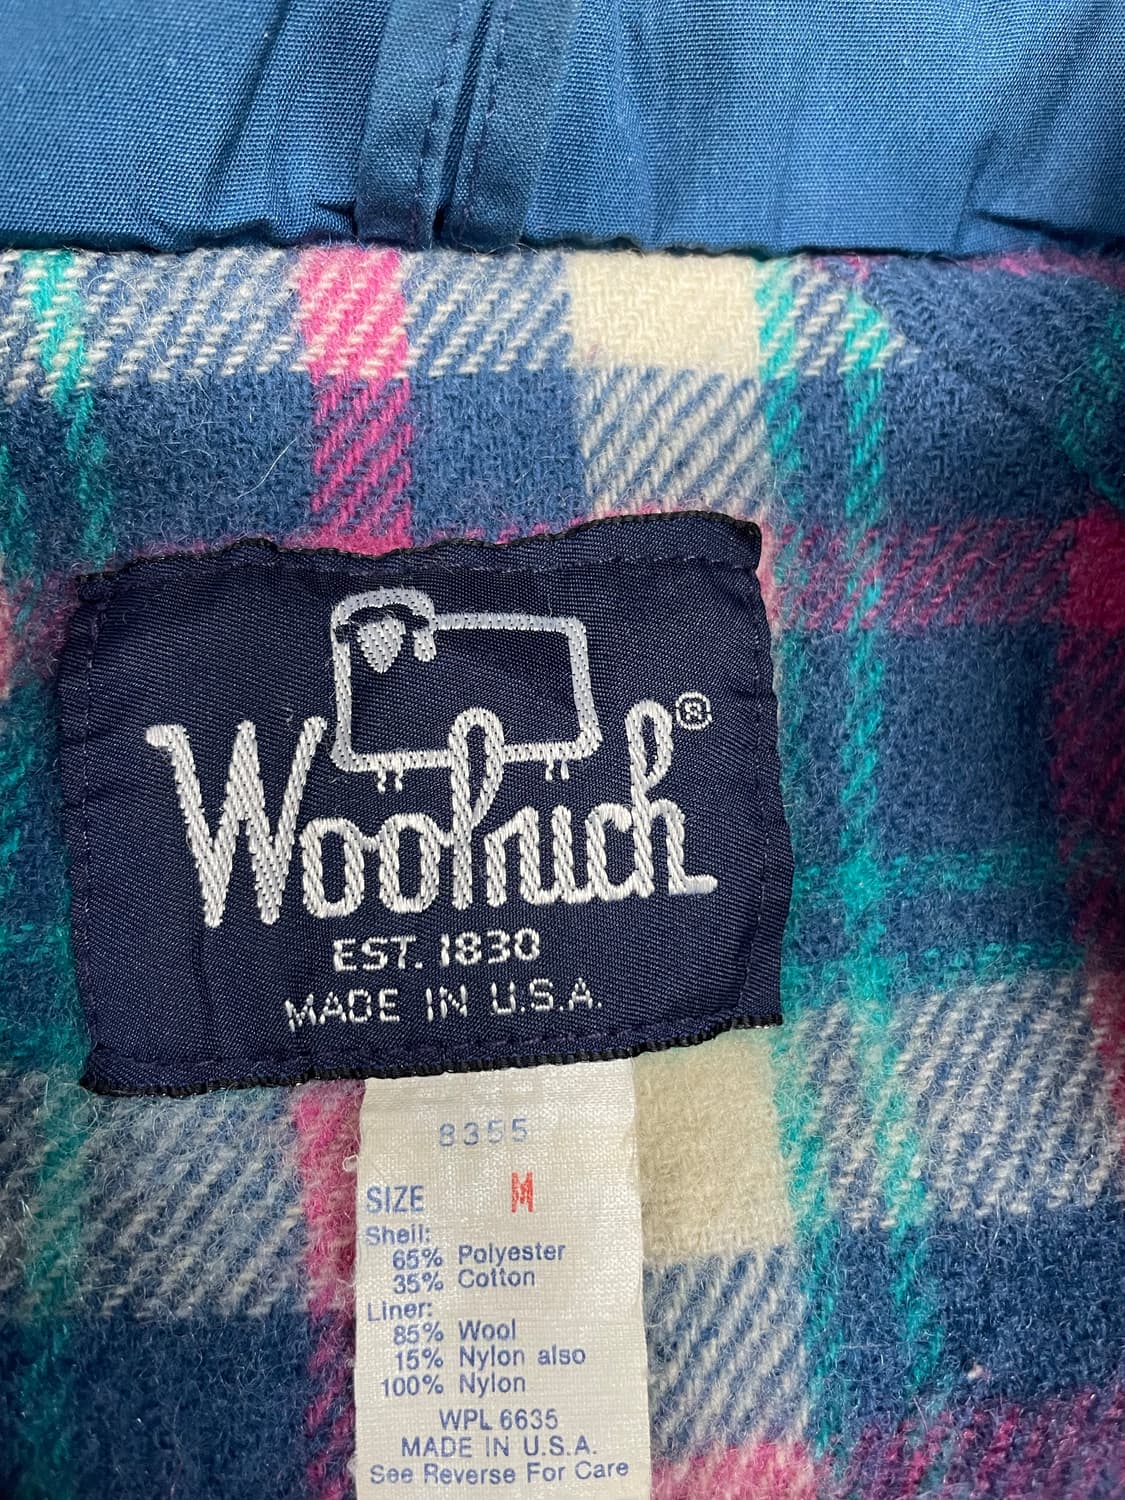 Woolrich®
EST. 1830
MADE IN U.S.A.
8355
SIZE M
Shell:
65% Polyester
35% Cotton
Liner:
85% Wool
15% Nylon also
100% Nylon
WPL 6635
MADE IN U.S.A.
See Reverse For Care